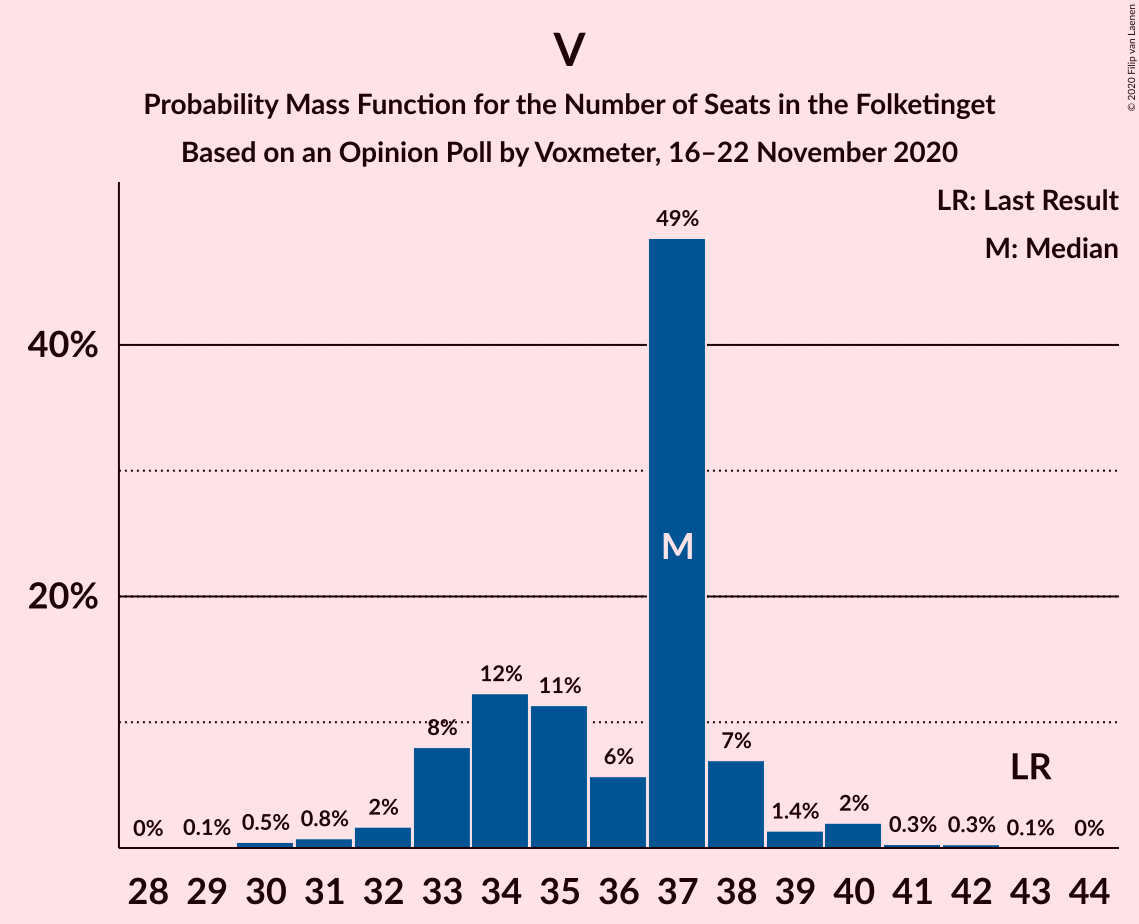 V
Probability Mass Function for the Number of Seats in the Folketinget
Based on an Opinion Poll by Voxmeter, 16–22 November 2020
© 2020 Filip van Laenen
LR: Last Result
M: Median
49%
40%
M
20%
12%
11%
8%
7%
6%
LR
2%
2%
1.4%
0.8%
0.5%
0.3%
0.3%
0%
0.1%
0.1%
0%
28 29 30 31 32 33 34 35 36 37 38 39 40 41 42 43 44